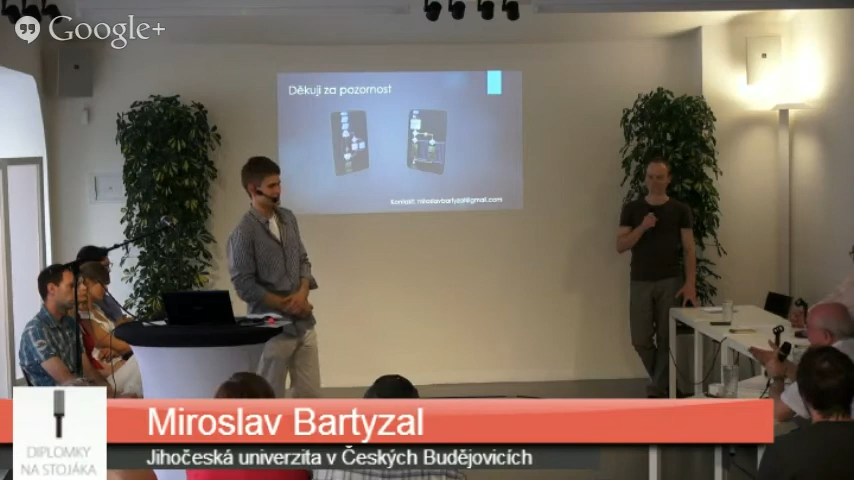 Google+
Děkuji za pozornost
Kontakt: miroslavbartyzal@gmail.com
Miroslav Bartyzal
Jihočeská univerzita v Českých Budějovicích
DIPLOMKY
NA STOJÁKA